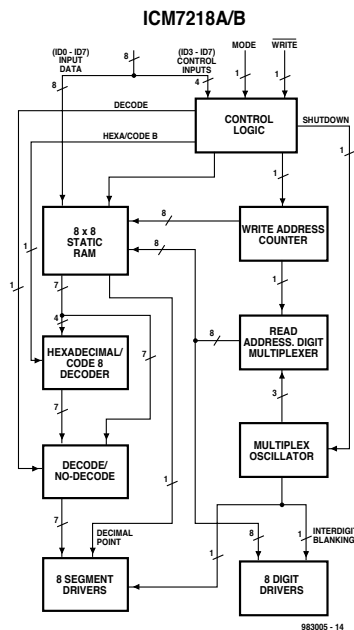 ICM7218A/B
(ID0 - ID7)
INPUT
DATA
8
8
(ID3 - ID7)
CONTROL
INPUTS
4
MODE
1
WRITE
1
DECODE
HEXA/CODE B
CONTROL
LOGIC
SHUTDOWN
1
1
8 x 8
STATIC
RAM
8
8
WRITE ADDRESS
COUNTER
1
1
1
7
4
7
8
READ
ADDRESS. DIGIT
MULTIPLEXER
HEXADECIMAL/
CODE 8
DECODER
3
7
MULTIPLEX
OSCILLATOR
DECODE/
NO-DECODE
1
7
DECIMAL
POINT
1
8
1
INTERDIGIT
BLANKING
8 SEGMENT
DRIVERS
8 DIGIT
DRIVERS
983005 - 14